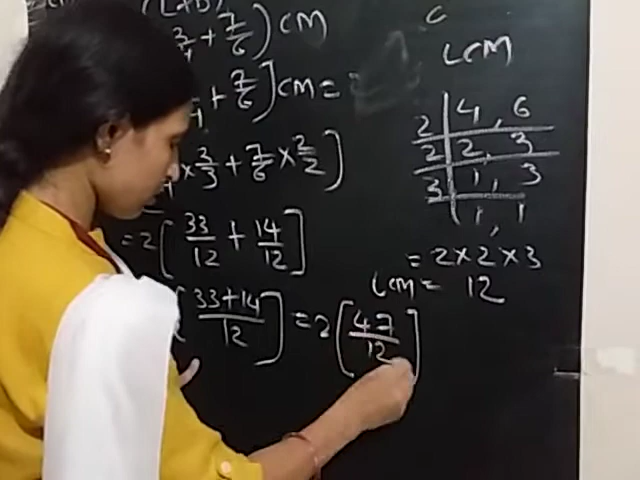 (L+B)
3/4 + 7/6) CM
+ 7/6] CM =
× 3/3 + 7/6 × 2/2]
= 2 [33/12 + 14/12]
[33+14/12] = 2 [47/12]
C
LCM
2 | 4, 6
2 | 2, 3
3 | 1, 3
1, 1
= 2×2×3
LCM = 12